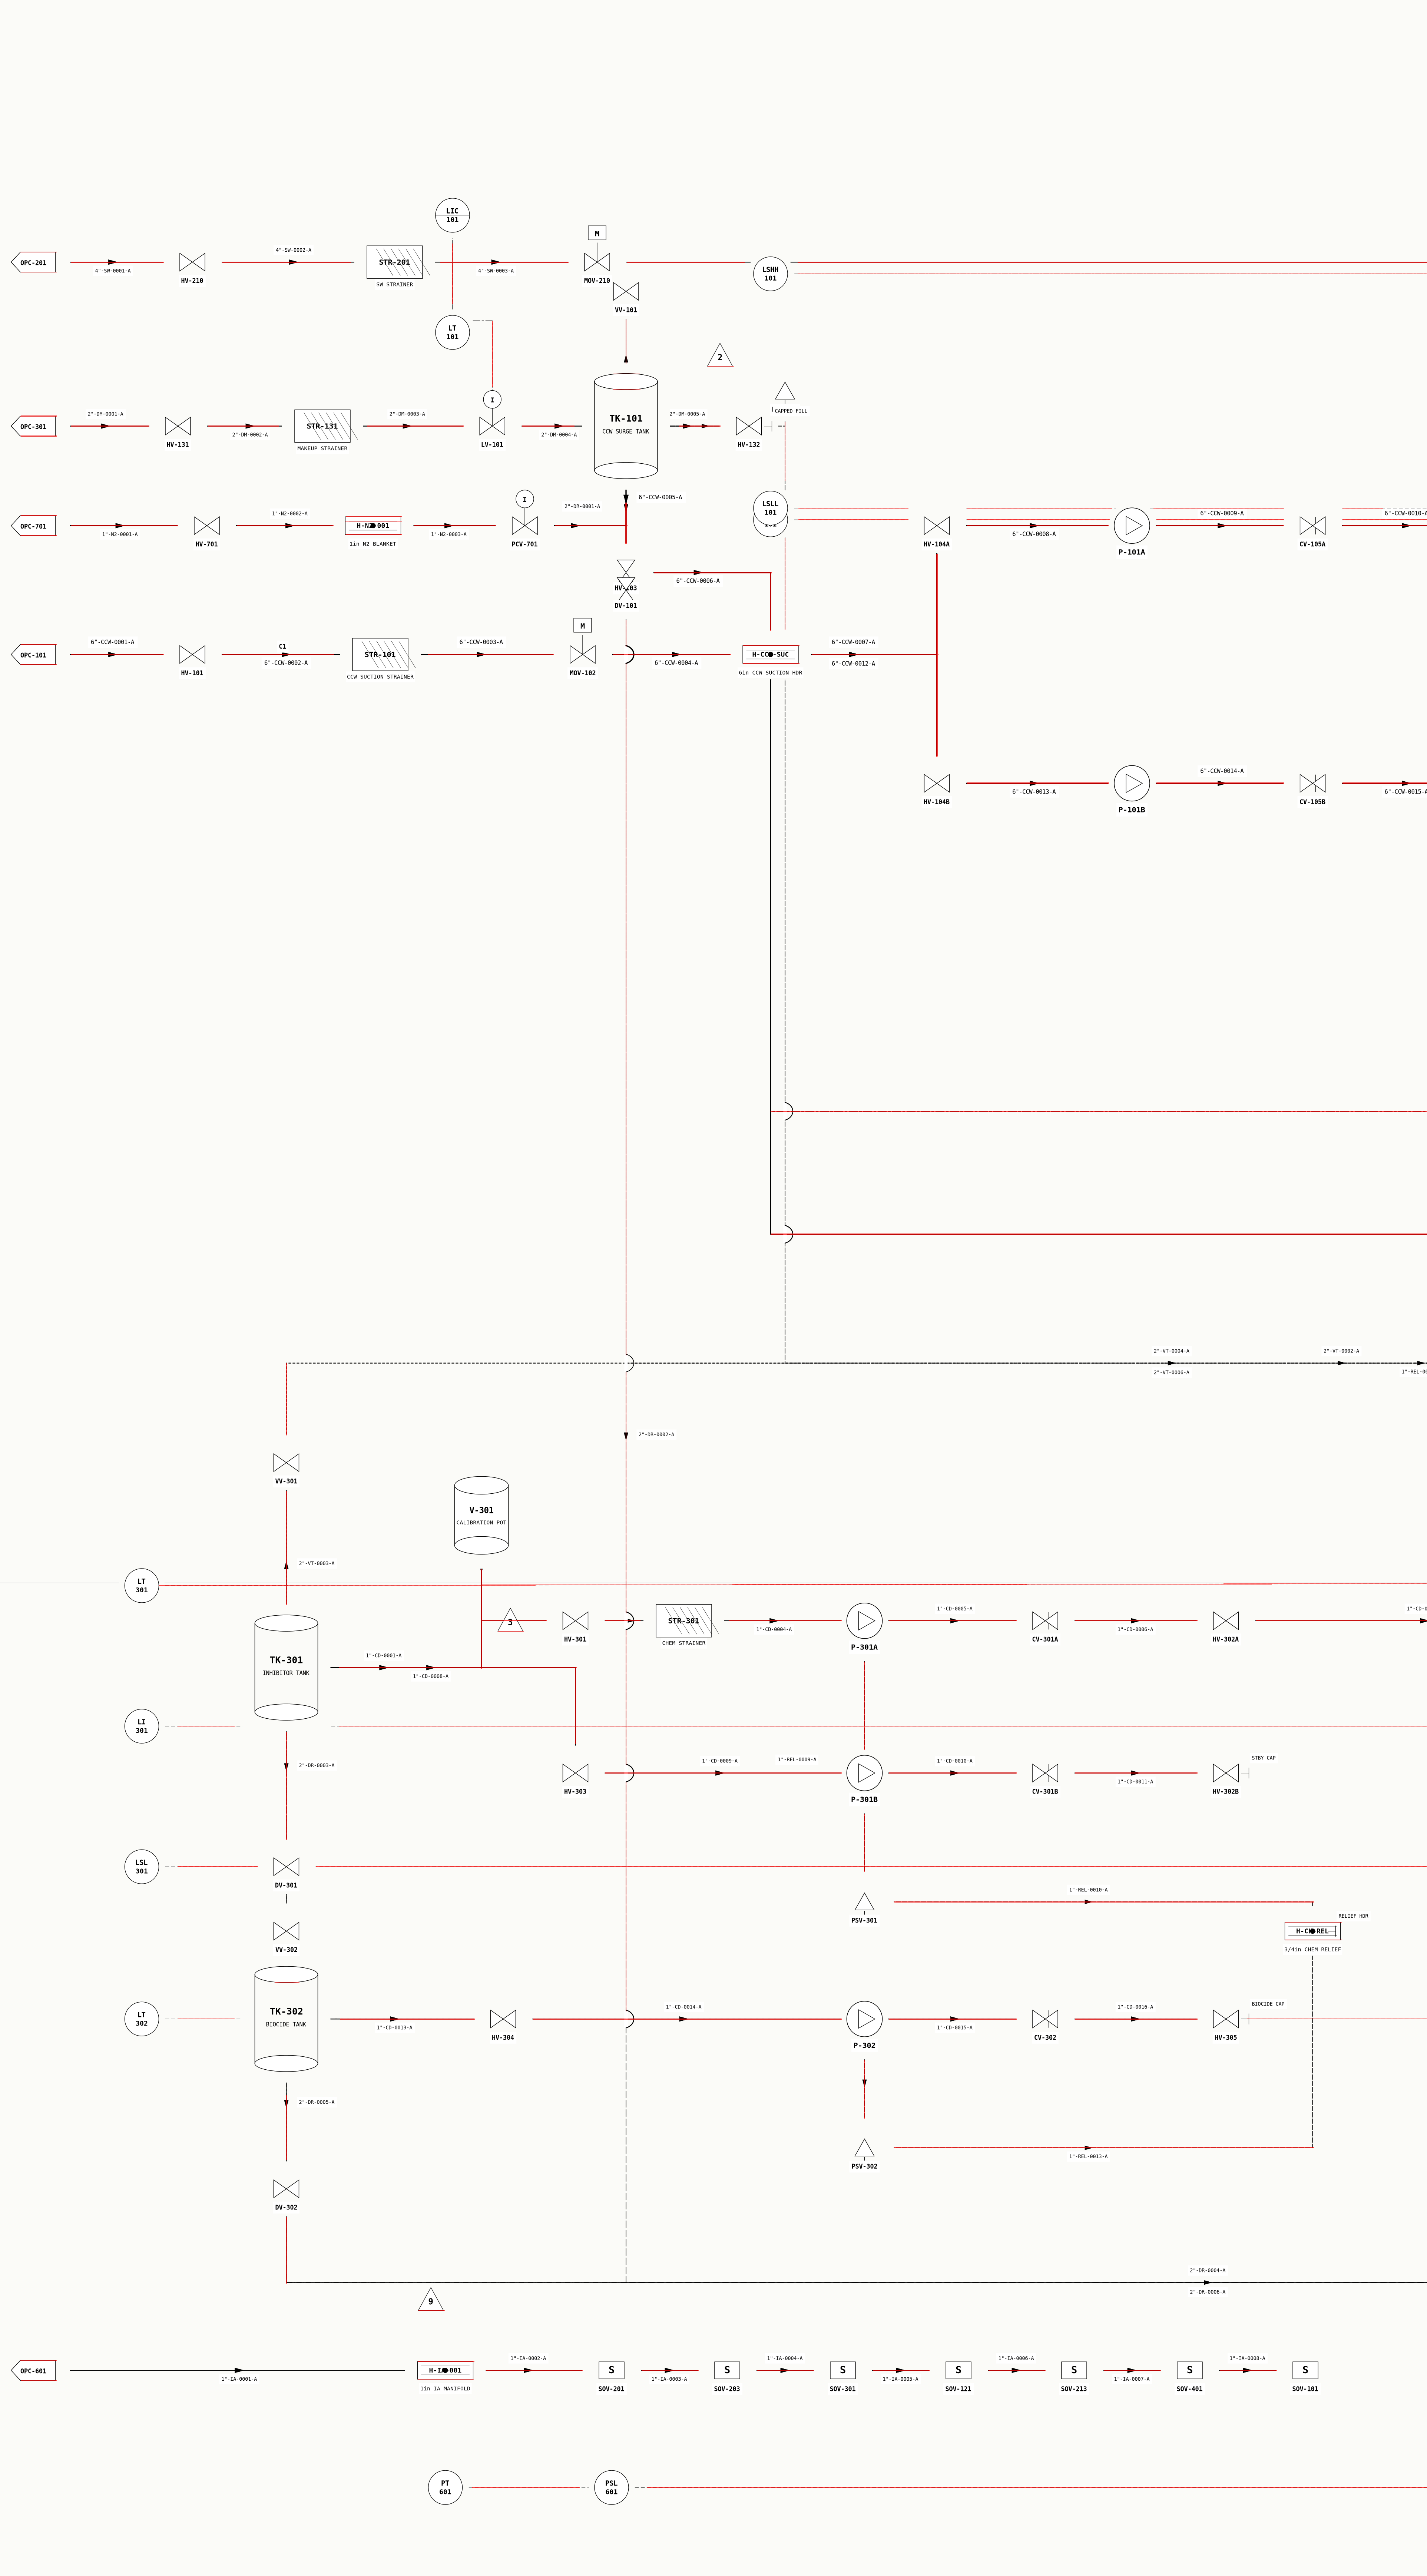 LIC
101
M
4"-SW-0002-A
OPC-201
STR-201
4"-SW-0001-A
4"-SW-0003-A
HV-210
SW STRAINER
MOV-210
LSHH
101
VV-101
LT
101
2
I
CAPPED FILL
2"-DM-0001-A
2"-DM-0003-A
2"-DM-0005-A
OPC-301
STR-131
TK-101
CCW SURGE TANK
2"-DM-0002-A
2"-DM-0004-A
HV-131
MAKEUP STRAINER
LV-101
HV-132
I
6"-CCW-0005-A
2"-DR-0001-A
LSLL
101
1"-N2-0002-A
6"-CCW-0009-A
6"-CCW-0010-A
OPC-701
H-N2-001
1"-N2-0001-A
1"-N2-0003-A
6"-CCW-0008-A
HV-701
1in N2 BLANKET
PCV-701
HV-104A
P-101A
CV-105A
6"-CCW-0006-A
HV-103
DV-101
M
6"-CCW-0001-A
C1
6"-CCW-0003-A
6"-CCW-0007-A
OPC-101
STR-101
H-CCW-SUC
6"-CCW-0002-A
6"-CCW-0004-A
6"-CCW-0012-A
HV-101
CCW SUCTION STRAINER
MOV-102
6in CCW SUCTION HDR
6"-CCW-0014-A
6"-CCW-0013-A
6"-CCW-0015-A
HV-104B
P-101B
CV-105B
2"-VT-0004-A
2"-VT-0002-A
2"-VT-0006-A
2"-DR-0002-A
VV-301
V-301
CALIBRATION POT
2"-VT-0003-A
LT
301
1"-CD-0005-A
3
STR-301
1"-CD-0004-A
1"-CD-0006-A
HV-301
CHEM STRAINER
P-301A
CV-301A
HV-302A
TK-301
INHIBITOR TANK
1"-CD-0001-A
1"-CD-0008-A
LI
301
2"-DR-0003-A
1"-CD-0009-A
1"-REL-0009-A
1"-CD-0010-A
STBY CAP
1"-CD-0011-A
HV-303
P-301B
CV-301B
HV-302B
LSL
301
DV-301
1"-REL-0010-A
PSV-301
RELIEF HDR
VV-302
3/4in CHEM RELIEF
TK-302
BIOCIDE TANK
LT
302
1"-CD-0014-A
1"-CD-0016-A
BIOCIDE CAP
1"-CD-0013-A
1"-CD-0015-A
HV-304
P-302
CV-302
HV-305
2"-DR-0005-A
1"-REL-0013-A
PSV-302
DV-302
2"-DR-0004-A
2"-DR-0006-A
9
1"-IA-0002-A
1"-IA-0004-A
1"-IA-0006-A
1"-IA-0008-A
OPC-601
H-IA-001
S
S
S
S
S
S
S
1"-IA-0001-A
1"-IA-0003-A
1"-IA-0005-A
1"-IA-0007-A
1in IA MANIFOLD
SOV-201
SOV-203
SOV-301
SOV-121
SOV-213
SOV-401
SOV-101
PT
601
PSL
601